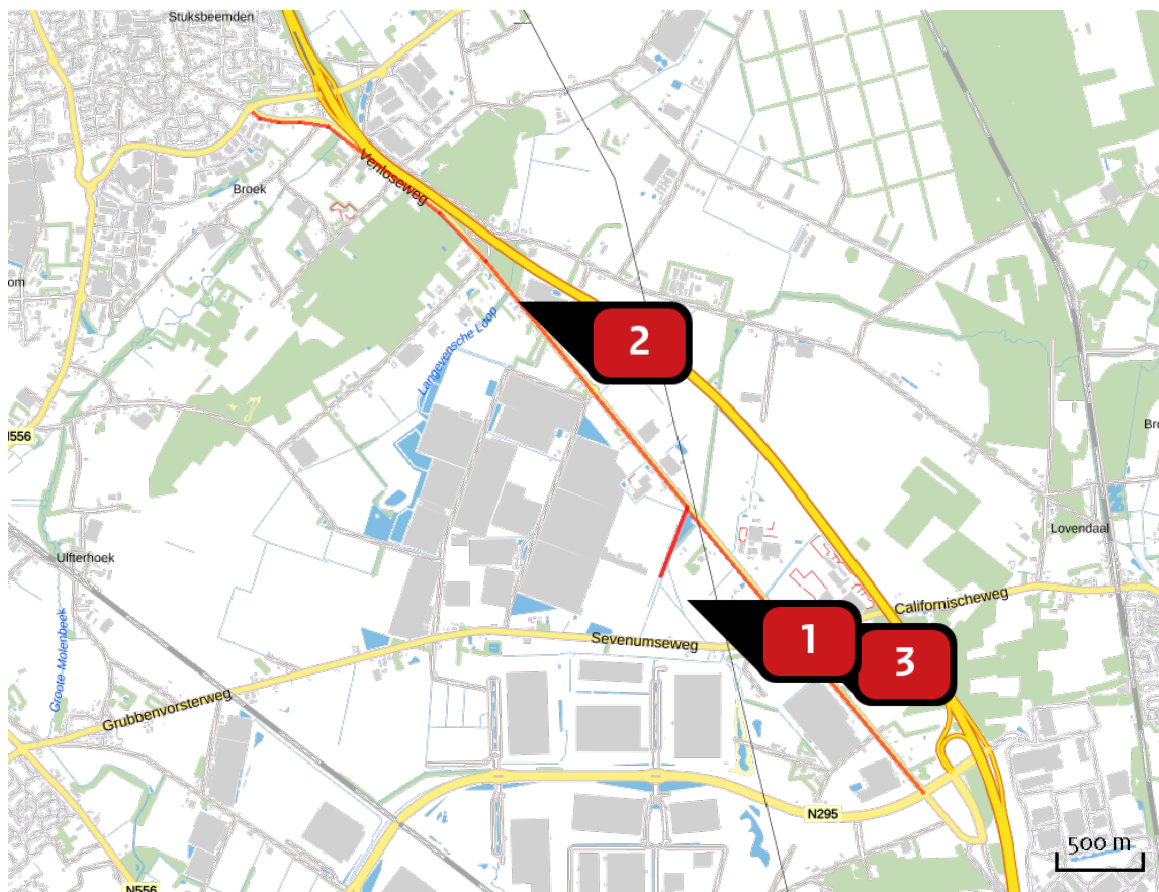 Stuksbeemden
Venloseweg
Broek
om
2
Langevensche Loop
N556
Bro
Lovendaal
Ulfterhoek
Californischeweg
1
Sevenumseweg
3
Groote-Molenbeek
Grubbenvorsterweg
N295
500 m
N556